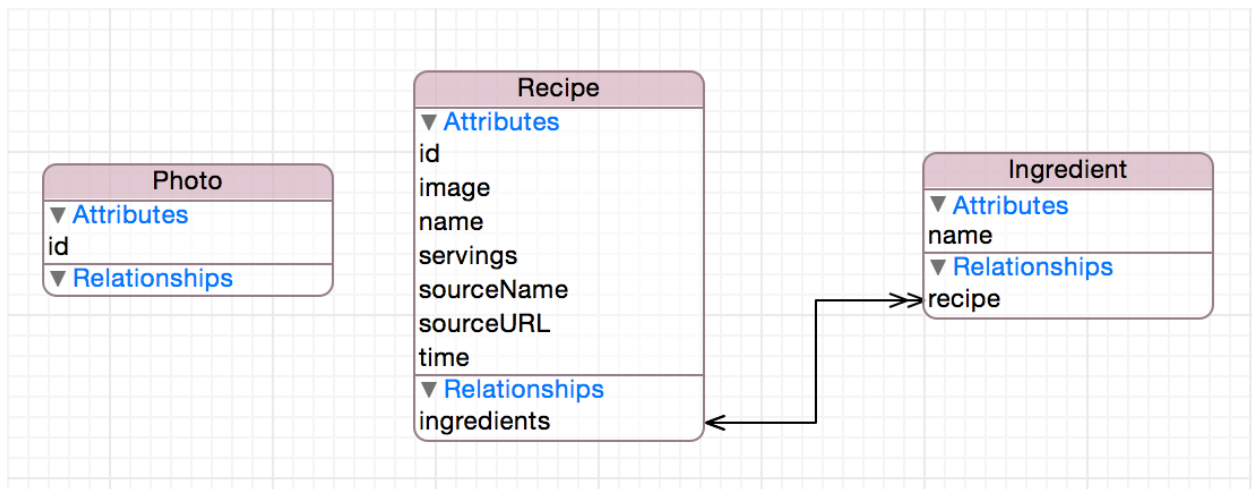 Photo
Attributes
id
Relationships
Recipe
Attributes
id
image
name
servings
sourceName
sourceURL
time
Relationships
ingredients
Ingredient
Attributes
name
Relationships
recipe